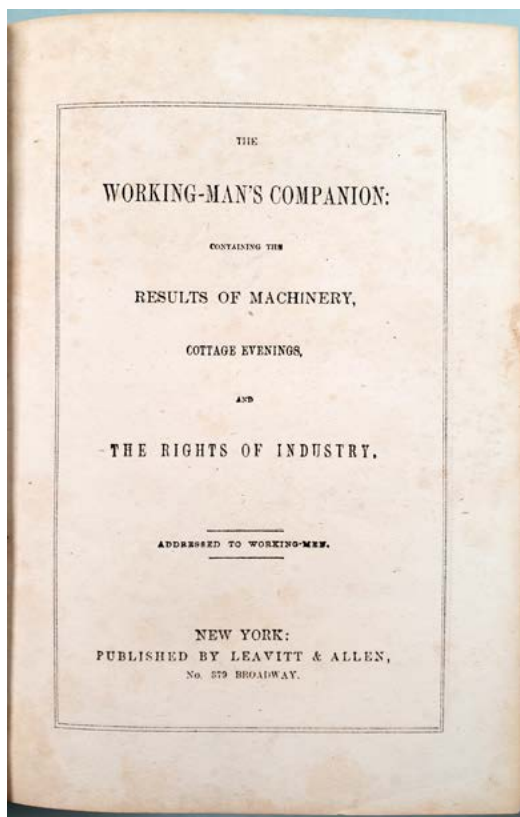 THE
WORKING-MAN'S COMPANION:
CONTAINING THE
RESULTS OF MACHINERY,
COTTAGE EVENINGS,
AND
THE RIGHTS OF INDUSTRY.
ADDRESSED TO WORKING-MEN.
NEW YORK:
PUBLISHED BY LEAVITT & ALLEN,
No. 379 BROADWAY.